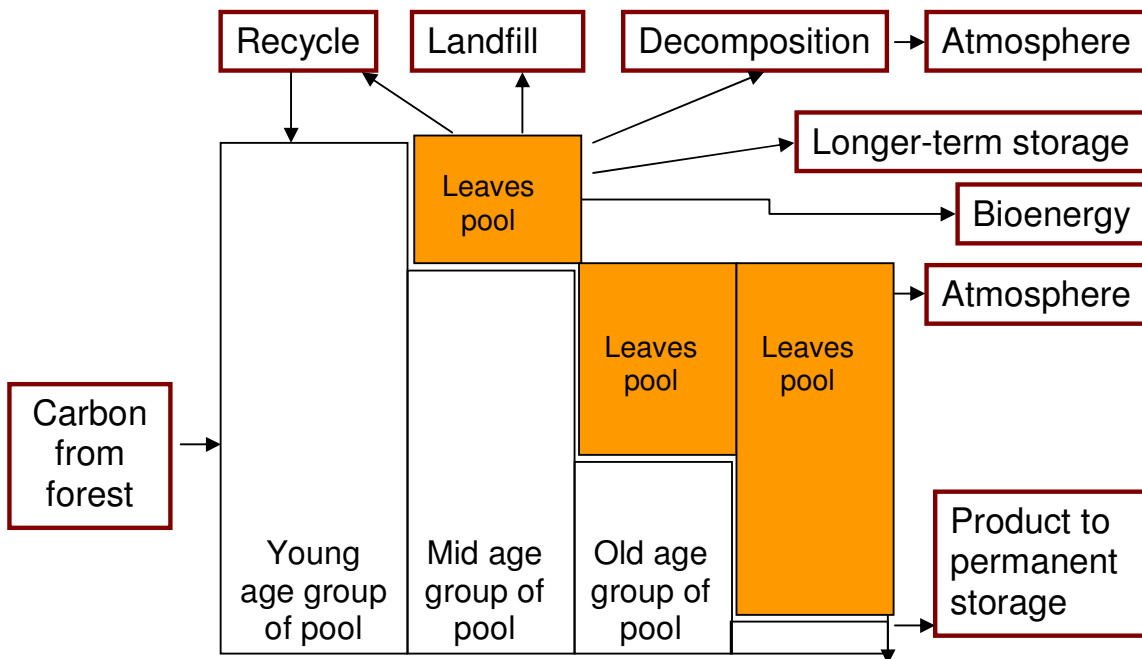 Recycle
Landfill
Decomposition
Atmosphere
Longer-term storage
Leaves
pool
Bioenergy
Atmosphere
Leaves
pool
Leaves
pool
Carbon
from
forest
Young
age group
of pool
Mid age
group of
pool
Old age
group of
pool
Product to
permanent
storage